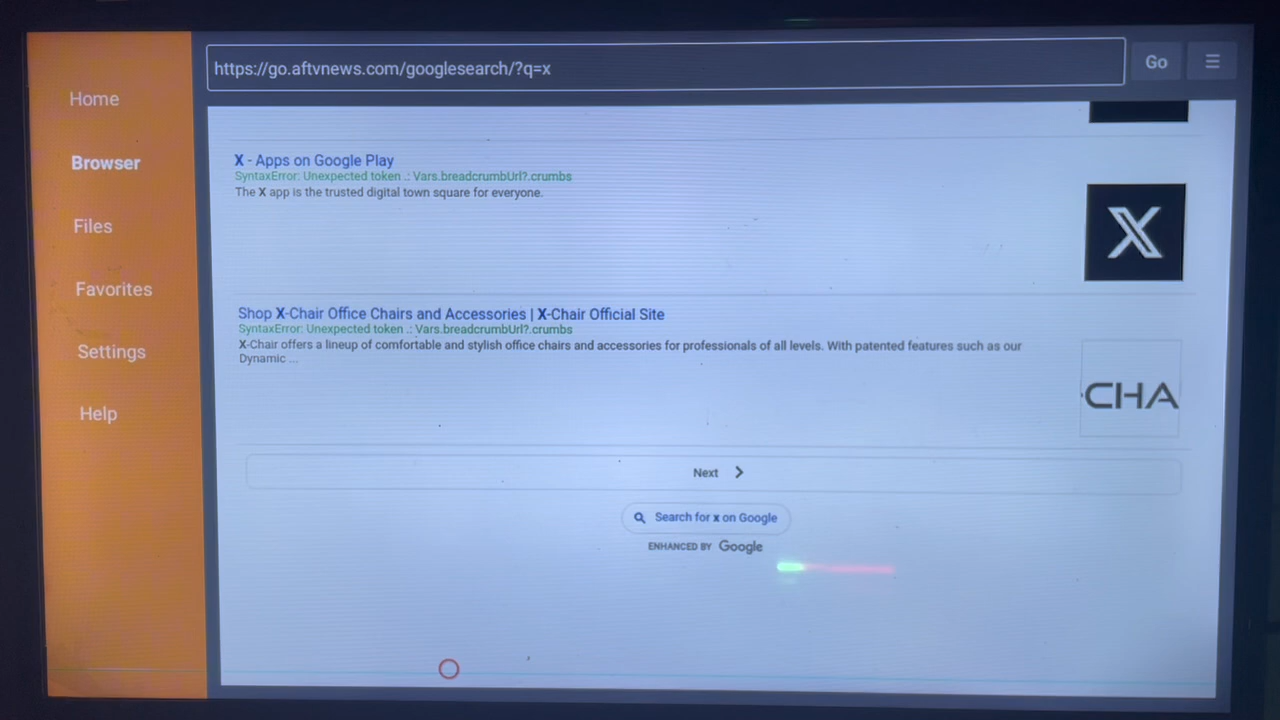 https://go.aftvnews.com/googlesearch/?q=x
Go
Home
Browser
Files
Favorites
Settings
Help
X - Apps on Google Play
SyntaxError: Unexpected token .: Vars.breadcrumbUrl?.crumbs
The X app is the trusted digital town square for everyone.
X
Shop X-Chair Office Chairs and Accessories | X-Chair Official Site
SyntaxError: Unexpected token .: Vars.breadcrumbUrl?.crumbs
X-Chair offers a lineup of comfortable and stylish office chairs and accessories for professionals of all levels. With patented features such as our
Dynamic ...
CHA
Next
Search for x on Google
ENHANCED BY Google